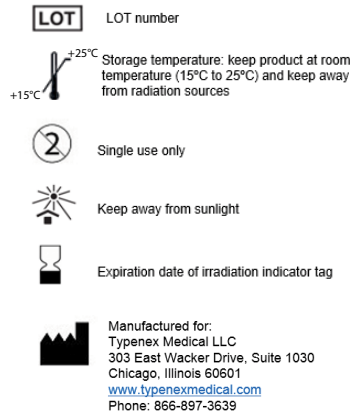 LOT LOT number
+25°C Storage temperature: keep product at room
temperature (15ºC to 25ºC) and keep away
+15°C from radiation sources
2 Single use only
Keep away from sunlight
Expiration date of irradiation indicator tag
Manufactured for:
Typenex Medical LLC
303 East Wacker Drive, Suite 1030
Chicago, Illinois 60601
www.typenexmedical.com
Phone: 866-897-3639